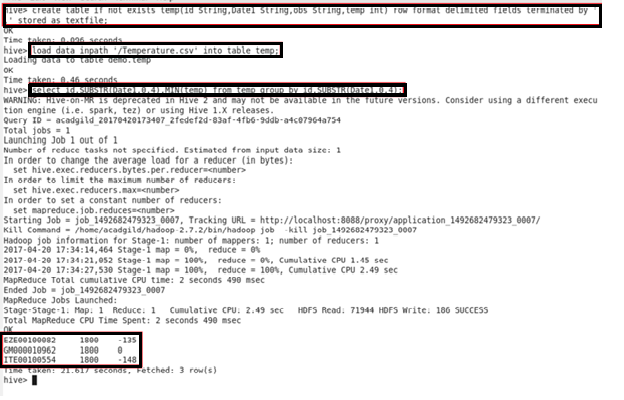 hive> create table if not exists temp(id String,Date1 String,obs String,temp int) row format delimited fields terminated by '
' stored as textfile;
OK
Time taken: 0.096 seconds
hive> load data inpath '/Temperature.csv' into table temp;
Loading data to table demo.temp
OK
Time taken: 0.46 seconds
hive> select id,SUBSTR(Date1,0,4),MIN(temp) from temp group by id,SUBSTR(Date1,0,4);
WARNING: Hive-on-MR is deprecated in Hive 2 and may not be available in the future versions. Consider using a different execu
tion engine (i.e. spark, tez) or using Hive 1.X releases.
Query ID = acadgild_20170420173407_2fedef2d-83af-4fb6-9ddb-a4c07964a754
Total jobs = 1
Launching Job 1 out of 1
Number of reduce tasks not specified. Estimated from input data size: 1
In order to change the average load for a reducer (in bytes):
set hive.exec.reducers.bytes.per.reducer=<number>
In order to limit the maximum number of reducers:
set hive.exec.reducers.max=<number>
In order to set a constant number of reducers:
set mapreduce.job.reduces=<number>
Starting Job = job_1492682479323_0007, Tracking URL = http://localhost:8088/proxy/application_1492682479323_0007/
Kill Command = /home/acadgild/hadoop-2.7.2/bin/hadoop job -kill job_1492682479323_0007
Hadoop job information for Stage-1: number of mappers: 1; number of reducers: 1
2017-04-20 17:34:14,464 Stage-1 map = 0%, reduce = 0%
2017-04-20 17:34:21,052 Stage-1 map = 100%, reduce = 0%, Cumulative CPU 1.45 sec
2017-04-20 17:34:27,530 Stage-1 map = 100%, reduce = 100%, Cumulative CPU 2.49 sec
MapReduce Total cumulative CPU time: 2 seconds 490 msec
Ended Job = job_1492682479323_0007
MapReduce Jobs Launched:
Stage-Stage-1: Map: 1 Reduce: 1 Cumulative CPU: 2.49 sec HDFS Read: 71944 HDFS Write: 186 SUCCESS
Total MapReduce CPU Time Spent: 2 seconds 490 msec
OK
EZE00100082 1800 -135
GM000010962 1800 0
ITE00100554 1800 -148
Time taken: 21.617 seconds, Fetched: 3 row(s)
hive>